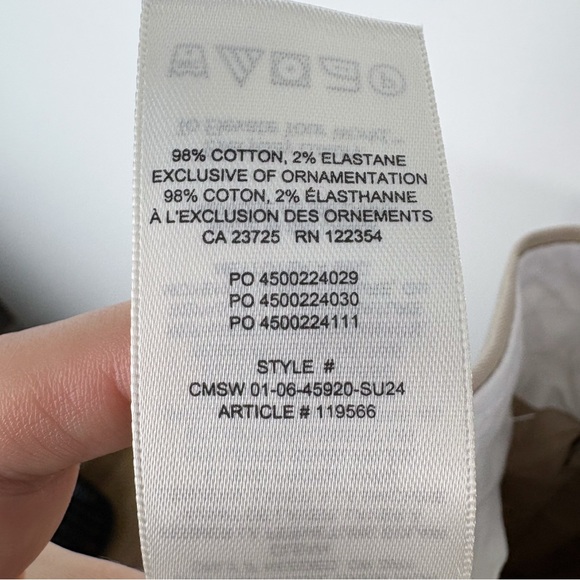 98% COTTON, 2% ELASTANE
EXCLUSIVE OF ORNAMENTATION
98% COTON, 2% ÉLASTHANNE
À L'EXCLUSION DES ORNEMENTS
CA 23725 RN 122354
PO 4500224029
PO 4500224030
PO 4500224111
STYLE #
CMSW 01-06-45920-SU24
ARTICLE # 119566